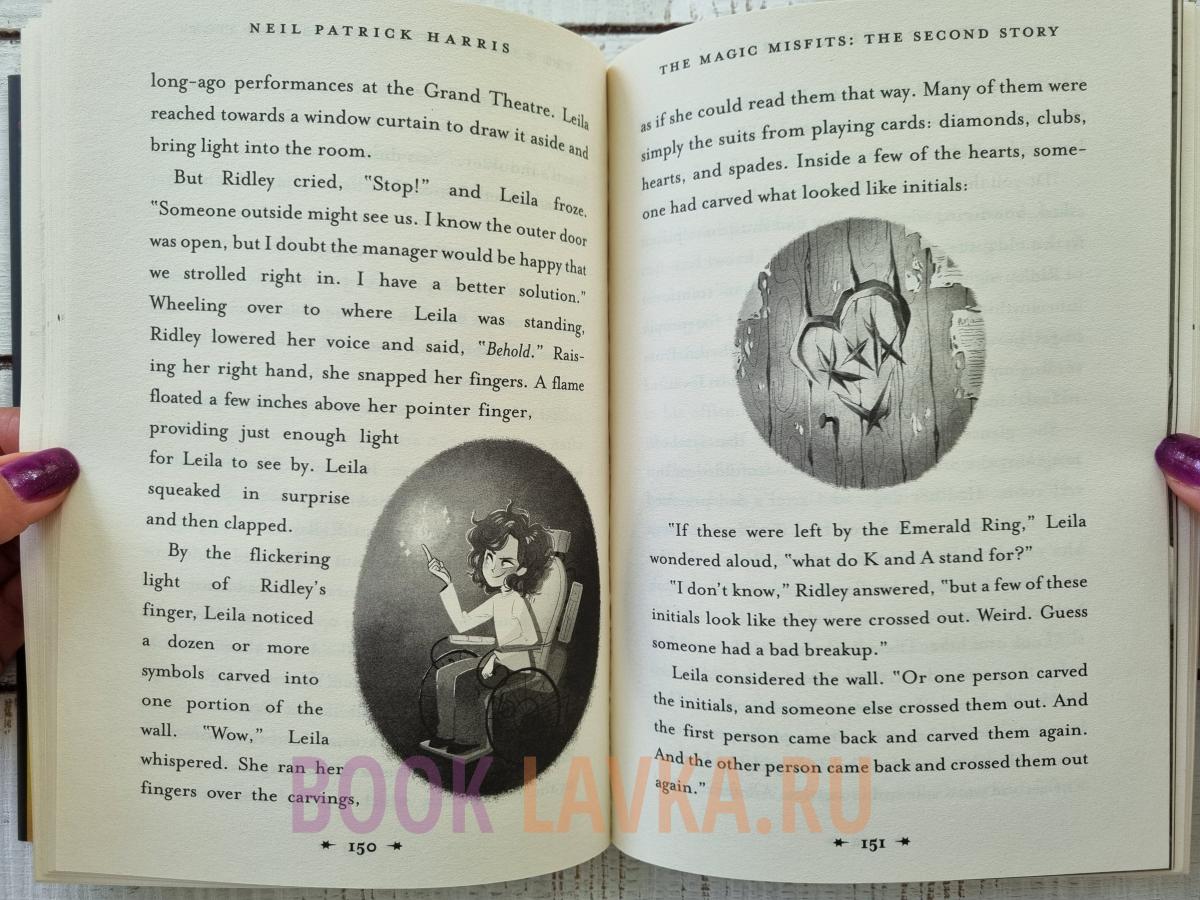 NEIL PATRICK HARRIS
long-ago performances at the Grand Theatre. Leila
reached towards a window curtain to draw it aside and
bring light into the room.
But Ridley cried, "Stop!" and Leila froze.
"Someone outside might see us. I know the outer door
was open, but I doubt the manager would be happy that
we strolled right in. I have a better solution."
Wheeling over to where Leila was standing,
Ridley lowered her voice and said, "Behold." Rais-
ing her right hand, she snapped her fingers. A flame
floated a few inches above her pointer finger,
providing just enough light
for Leila to see by. Leila
squeaked in surprise
and then clapped.
By the flickering
light of Ridley's
finger, Leila noticed
a dozen or more
symbols carved into
one portion of the
wall. "Wow," Leila
whispered. She ran her
fingers over the carvings,
150
THE MAGIC MISFITS: THE SECOND STORY
as if she could read them that way. Many of them were
simply the suits from playing cards: diamonds, clubs,
hearts, and spades. Inside a few of the hearts, some-
one had carved what looked like initials:
K A
"If these were left by the Emerald Ring," Leila
wondered aloud, "what do K and A stand for?"
"I don't know," Ridley answered, "but a few of these
initials look like they were crossed out. Weird. Guess
someone had a bad breakup."
Leila considered the wall. "Or one person carved
the initials, and someone else crossed them out. And
the first person came back and carved them again.
And the other person came back and crossed them out
again."
151
BOOK LAVKA.RU